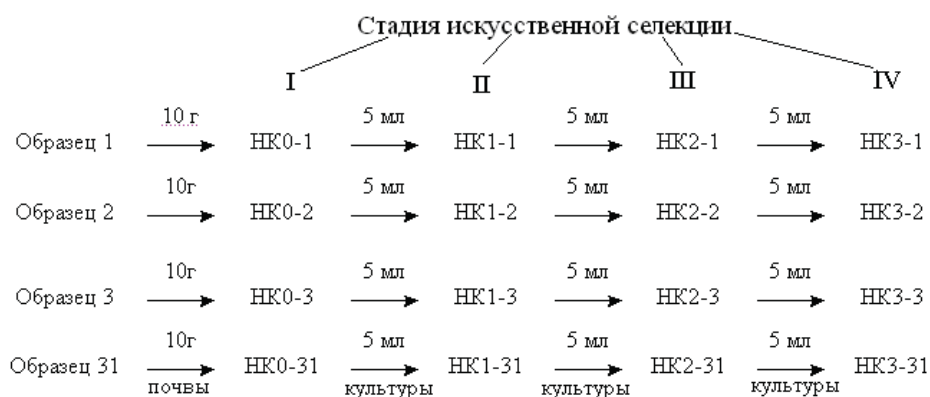 Стадия искусственной селекции
I II III IV
10 г 5 мл 5 мл 5 мл
Образец 1 НК0-1 НК1-1 НК2-1 НК3-1
10г 5 мл 5 мл 5 мл
Образец 2 НК0-2 НК1-2 НК2-2 НК3-2
10г 5 мл 5 мл 5 мл
Образец 3 НК0-3 НК1-3 НК2-3 НК3-3
10г 5 мл 5 мл 5 мл
Образец 31 НК0-31 НК1-31 НК2-31 НК3-31
почвы культуры культуры культуры